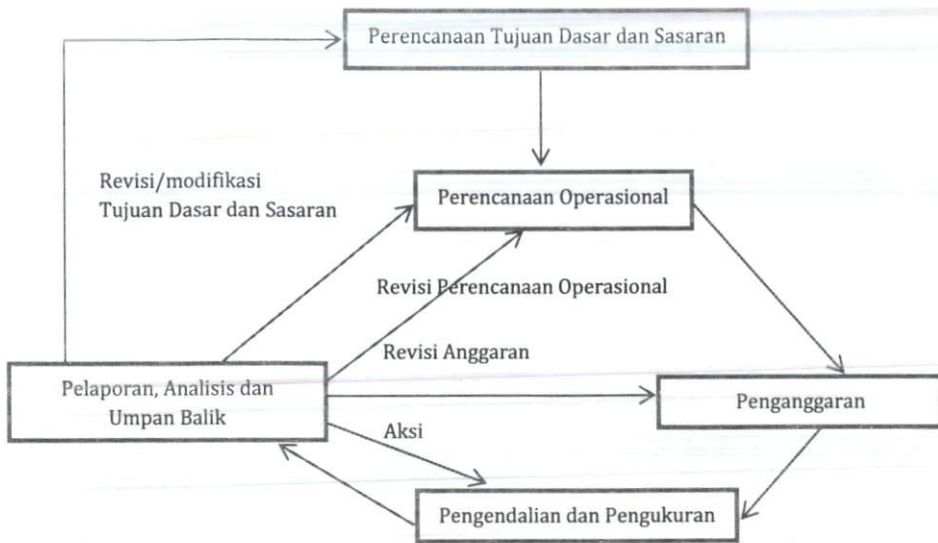 Perencanaan Tujuan Dasar dan Sasaran
Revisi/modifikasi
Tujuan Dasar dan Sasaran
Perencanaan Operasional
Revisi Perencanaan Operasional
Revisi Anggaran
Pelaporan, Analisis dan
Umpan Balik
Penganggaran
Aksi
Pengendalian dan Pengukuran